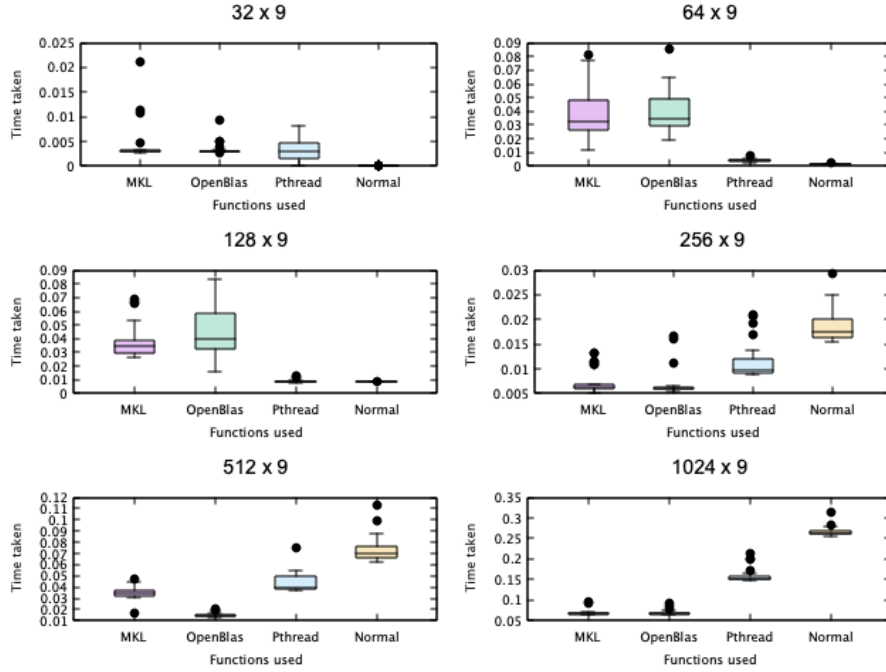 32 x 9
Time taken
0.025
0.02
0.015
0.01
0.005
0
MKL OpenBlas Pthread Normal
Functions used
64 x 9
Time taken
0.09
0.08
0.07
0.06
0.05
0.04
0.03
0.02
0.01
0
MKL OpenBlas Pthread Normal
Functions used
128 x 9
Time taken
0.09
0.08
0.07
0.06
0.05
0.04
0.03
0.02
0.01
0
MKL OpenBlas Pthread Normal
Functions used
256 x 9
Time taken
0.03
0.025
0.02
0.015
0.01
0.005
MKL OpenBlas Pthread Normal
Functions used
512 x 9
Time taken
0.12
0.11
0.1
0.09
0.08
0.07
0.06
0.05
0.04
0.03
0.02
0.01
MKL OpenBlas Pthread Normal
Functions used
1024 x 9
Time taken
0.35
0.3
0.25
0.2
0.15
0.1
0.05
MKL OpenBlas Pthread Normal
Functions used